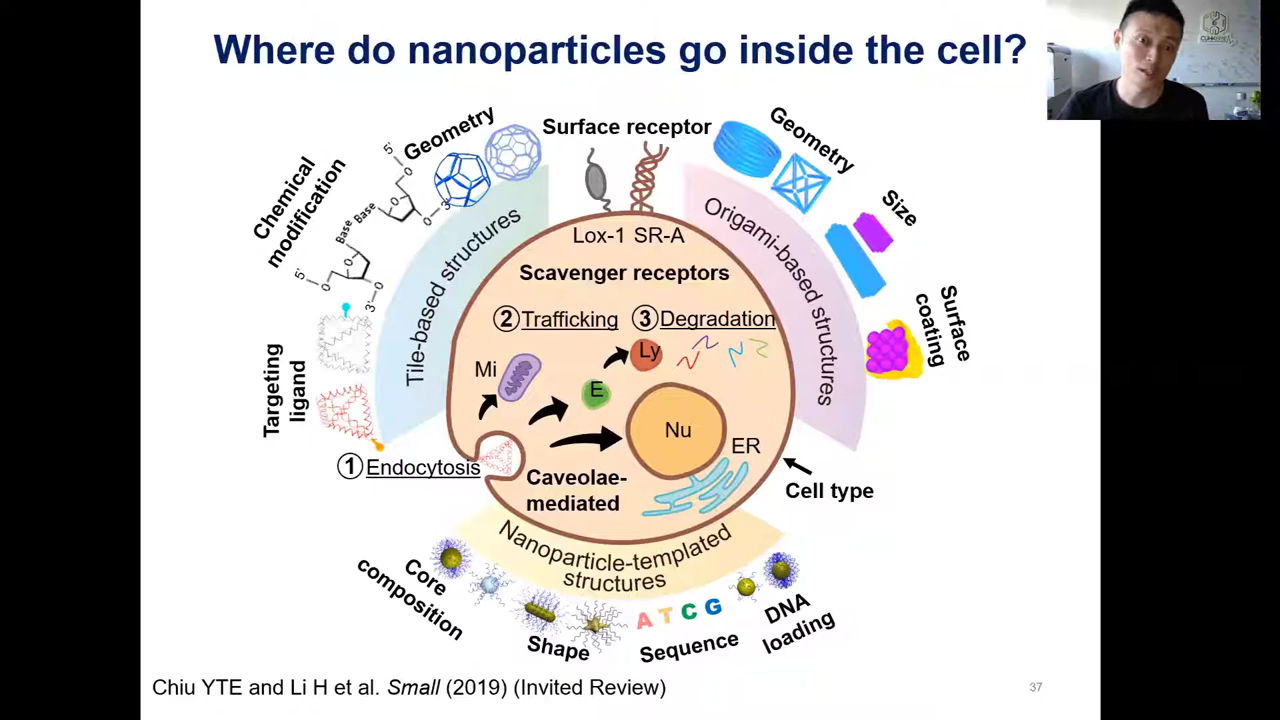 Where do nanoparticles go inside the cell?
Geometry
Surface receptor
Geometry
Chemical
modification
5'
O
O
3'
Base
Base
O
5'
O
O
O
3'
Size
Tile-based structures
Lox-1 SR-A
Origami-based structures
Scavenger receptors
② Trafficking
③ Degradation
Surface
coating
Ly
Mi
E
Targeting
ligand
Nu
ER
① Endocytosis
Caveolae-
mediated
Cell type
Nanoparticle-templated
structures
Core
composition
Shape
A T C G
Sequence
DNA
loading
Chiu YTE and Li H et al. Small (2019) (Invited Review)
37